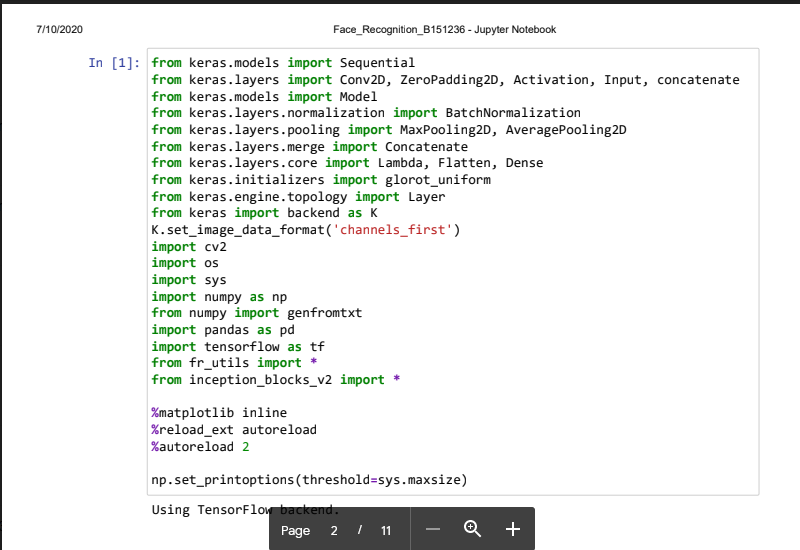 7/10/2020 Face_Recognition_B151236 - Jupyter Notebook
In [1]: from keras.models import Sequential
from keras.layers import Conv2D, ZeroPadding2D, Activation, Input, concatenate
from keras.models import Model
from keras.layers.normalization import BatchNormalization
from keras.layers.pooling import MaxPooling2D, AveragePooling2D
from keras.layers.merge import Concatenate
from keras.layers.core import Lambda, Flatten, Dense
from keras.initializers import glorot_uniform
from keras.engine.topology import Layer
from keras import backend as K
K.set_image_data_format('channels_first')
import cv2
import os
import sys
import numpy as np
from numpy import genfromtxt
import pandas as pd
import tensorflow as tf
from fr_utils import *
from inception_blocks_v2 import *
%matplotlib inline
%reload_ext autoreload
%autoreload 2
np.set_printoptions(threshold=sys.maxsize)
Using TensorFlow backend.
Page 2 / 11